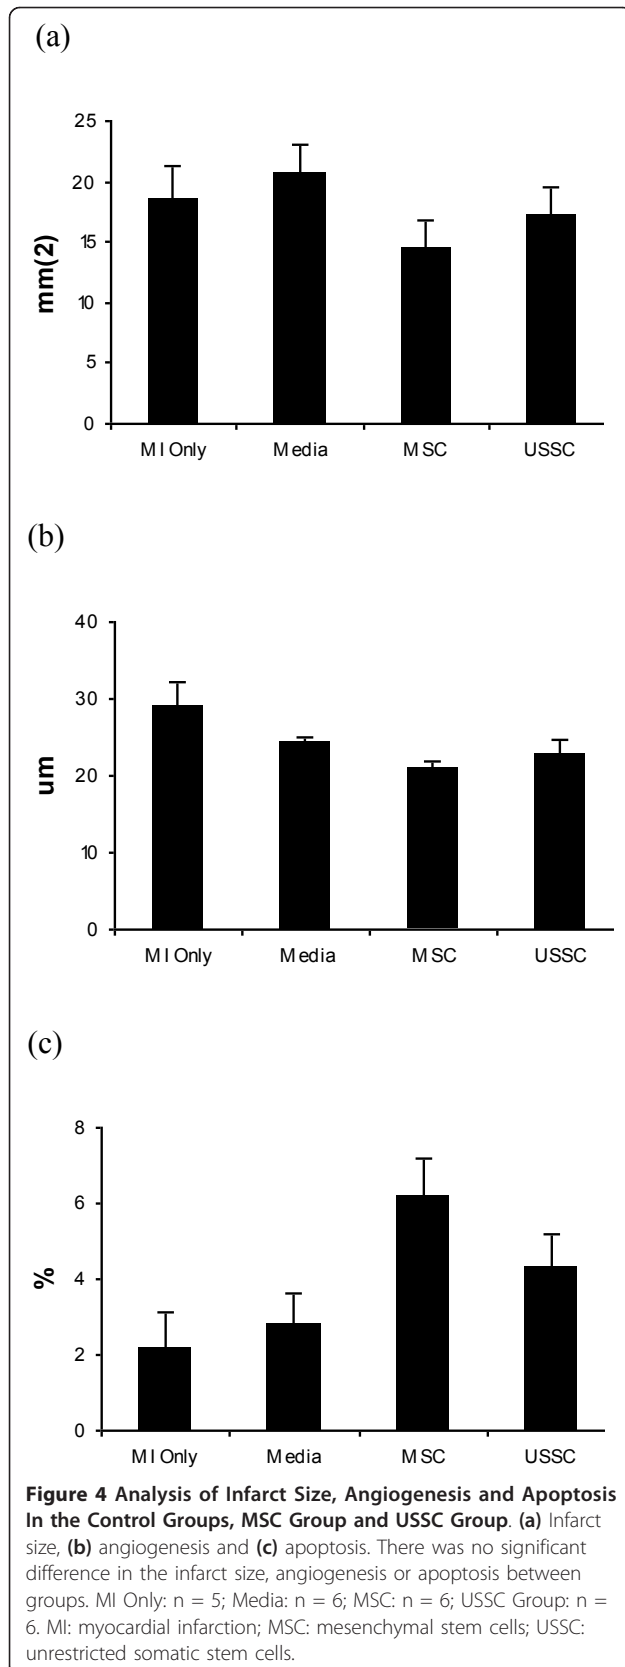 (a)
25
20
15
10
5
0
mm(2)
MI Only Media MSC USSC
(b)
40
30
20
10
0
um
MI Only Media MSC USSC
(c)
8
6
4
2
0
%
MI Only Media MSC USSC
Figure 4 Analysis of Infarct Size, Angiogenesis and Apoptosis
In the Control Groups, MSC Group and USSC Group. (a) Infarct
size, (b) angiogenesis and (c) apoptosis. There was no significant
difference in the infarct size, angiogenesis or apoptosis between
groups. MI Only: n = 5; Media: n = 6; MSC: n = 6; USSC Group: n =
6. MI: myocardial infarction; MSC: mesenchymal stem cells; USSC:
unrestricted somatic stem cells.